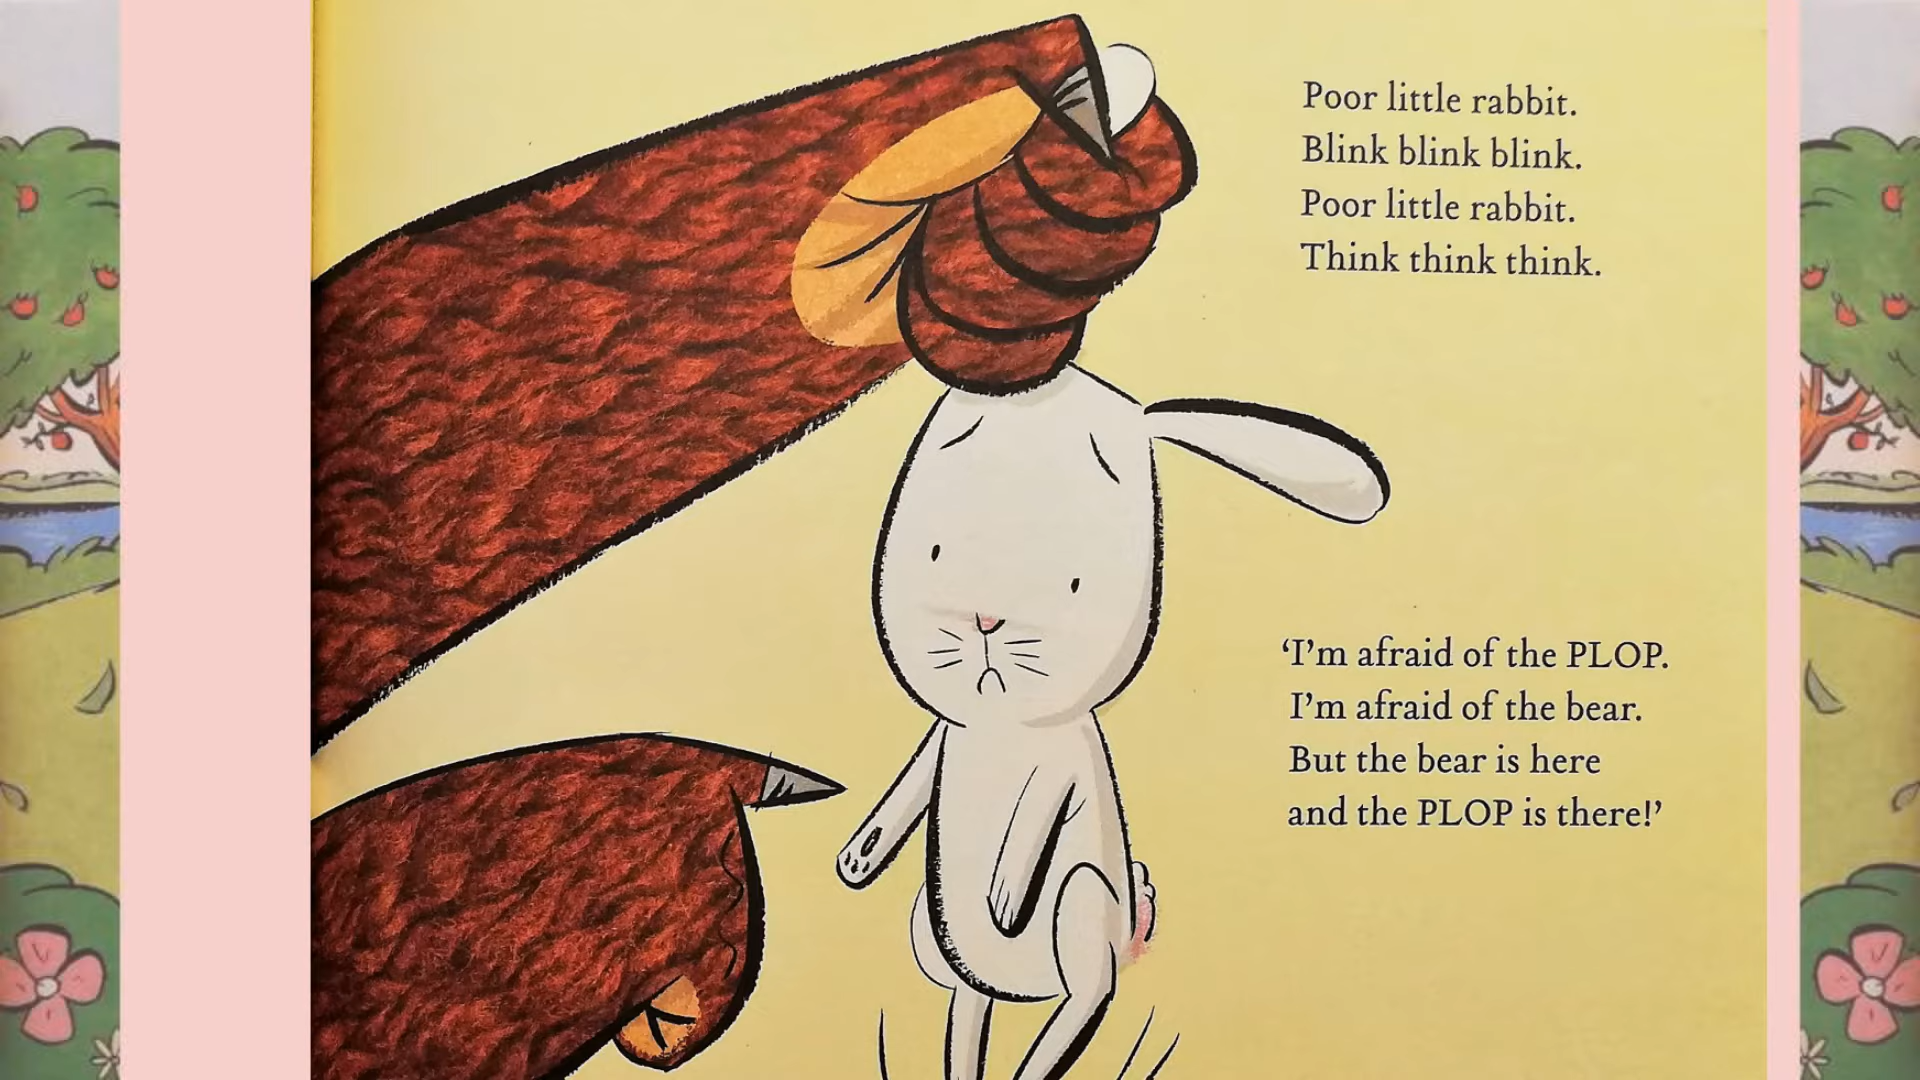 Poor little rabbit.
Blink blink blink.
Poor little rabbit.
Think think think.
‘I’m afraid of the PLOP.
I’m afraid of the bear.
But the bear is here
and the PLOP is there!’